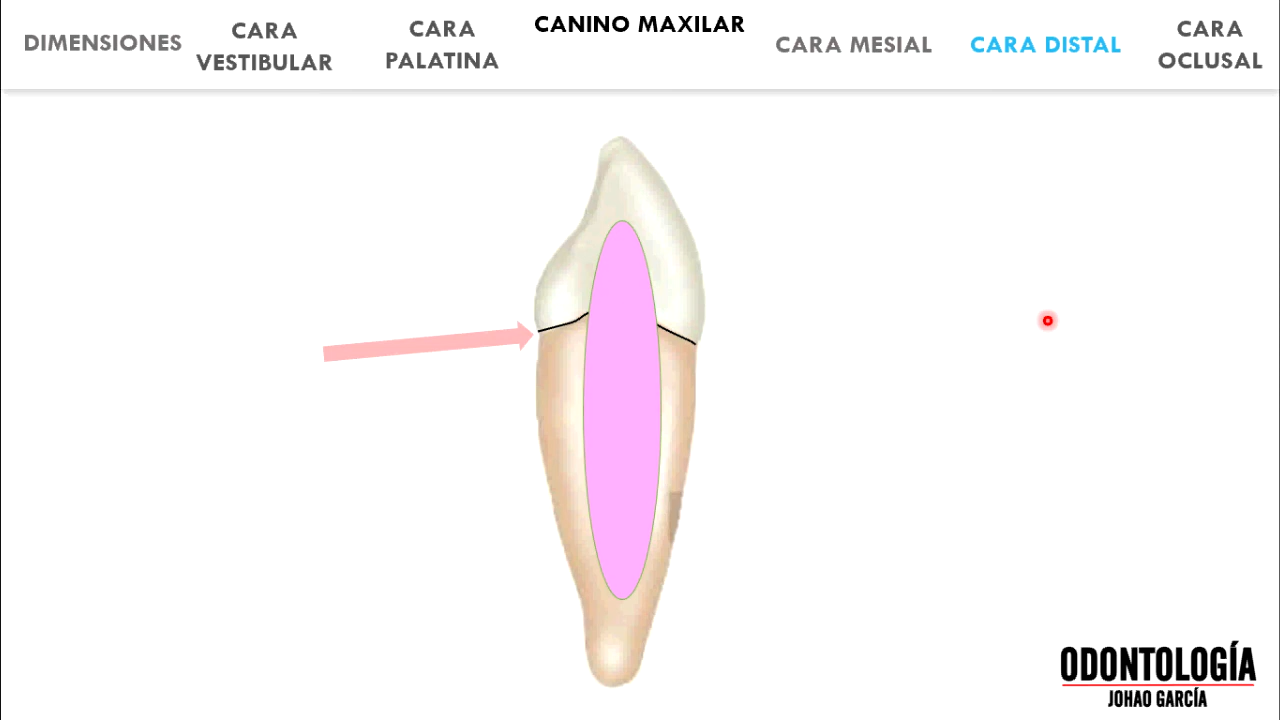 DIMENSIONES
CARA
VESTIBULAR
CARA
PALATINA
CANINO MAXILAR
CARA MESIAL
CARA DISTAL
CARA
OCLUSAL
ODONTOLOGÍA
JOHAO GARCÍA